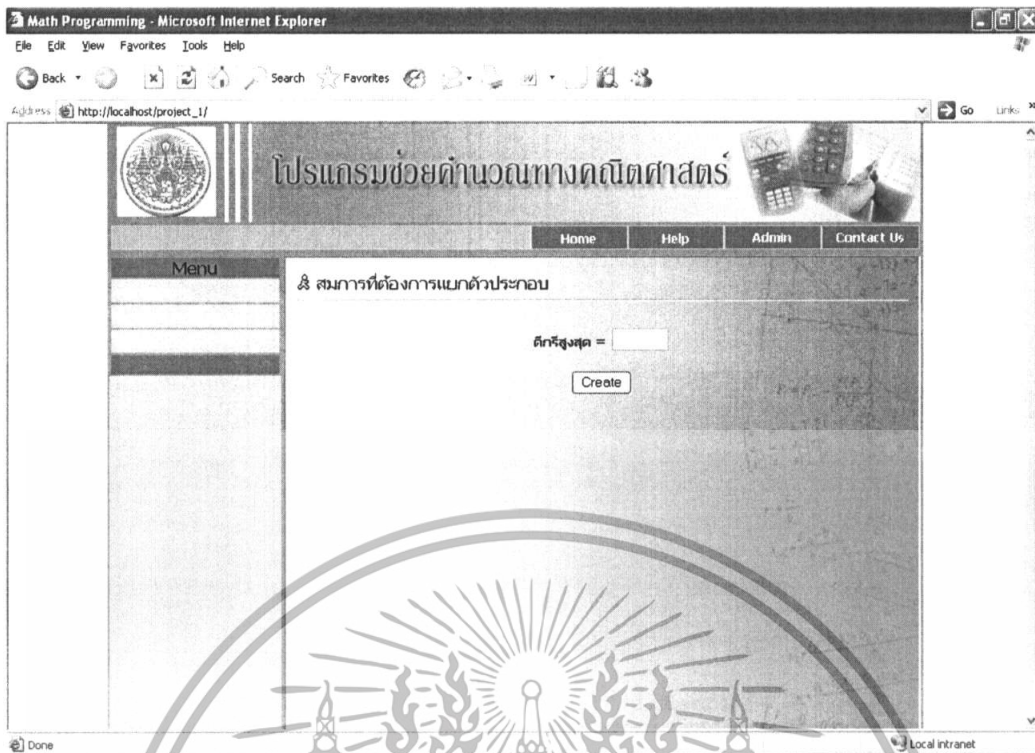 Math Programming - Microsoft Internet Explorer
File Edit View Favorites Tools Help
Back Search Favorites
Address http://localhost/project_1/ Go Links »
โปรแกรมช่วยคำนวณทางคณิตศาสตร์
Home Help Admin Contact Us
Menu
สมการที่ต้องการแยกตัวประกอบ
ดีกรีสูงสุด =
Create
Done Local intranet